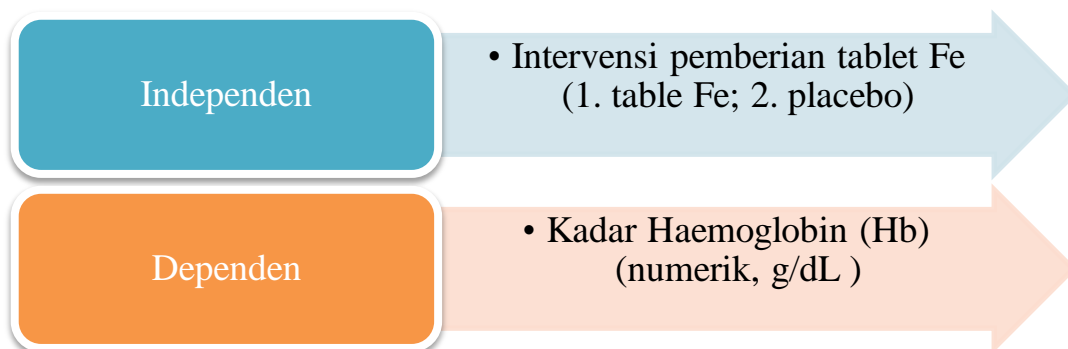 Independen
• Intervensi pemberian tablet Fe
(1. table Fe; 2. placebo)
Dependen
• Kadar Haemoglobin (Hb)
(numerik, g/dL )